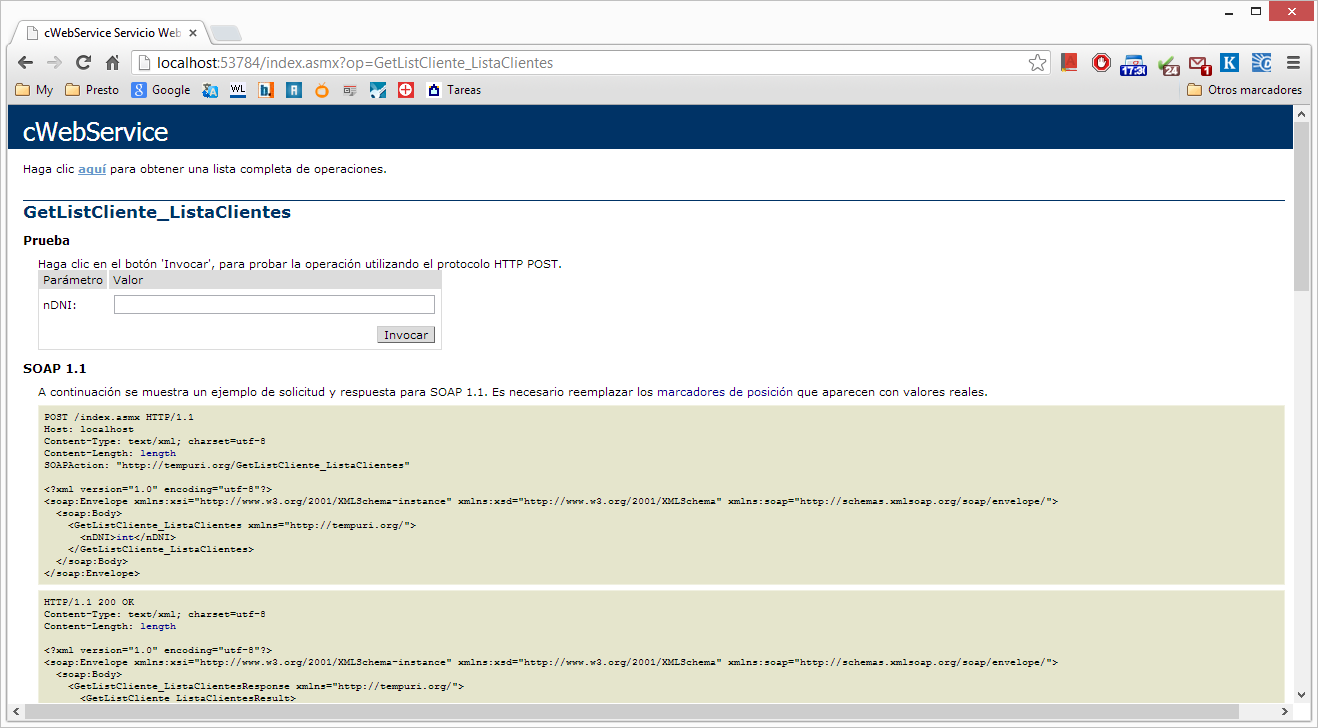 cWebService Servicio Web
localhost:53784/index.asmx?op=GetListCliente_ListaClientes
17:30
24
1
K
My
Presto
Google
WL
b.
Tareas
Otros marcadores
cWebService
Haga clic aquí para obtener una lista completa de operaciones.
GetListCliente_ListaClientes
Prueba
Haga clic en el botón 'Invocar', para probar la operación utilizando el protocolo HTTP POST.
Parámetro Valor
nDNI:
Invocar
SOAP 1.1
A continuación se muestra un ejemplo de solicitud y respuesta para SOAP 1.1. Es necesario reemplazar los marcadores de posición que aparecen con valores reales.
POST /index.asmx HTTP/1.1
Host: localhost
Content-Type: text/xml; charset=utf-8
Content-Length: length
SOAPAction: "http://tempuri.org/GetListCliente_ListaClientes"
<?xml version="1.0" encoding="utf-8"?>
<soap:Envelope xmlns:xsi="http://www.w3.org/2001/XMLSchema-instance" xmlns:xsd="http://www.w3.org/2001/XMLSchema" xmlns:soap="http://schemas.xmlsoap.org/soap/envelope/">
<soap:Body>
<GetListCliente_ListaClientes xmlns="http://tempuri.org/">
<nDNI>int</nDNI>
</GetListCliente_ListaClientes>
</soap:Body>
</soap:Envelope>
HTTP/1.1 200 OK
Content-Type: text/xml; charset=utf-8
Content-Length: length
<?xml version="1.0" encoding="utf-8"?>
<soap:Envelope xmlns:xsi="http://www.w3.org/2001/XMLSchema-instance" xmlns:xsd="http://www.w3.org/2001/XMLSchema" xmlns:soap="http://schemas.xmlsoap.org/soap/envelope/">
<soap:Body>
<GetListCliente_ListaClientesResponse xmlns="http://tempuri.org/">
<GetListCliente_ListaClientesResult>